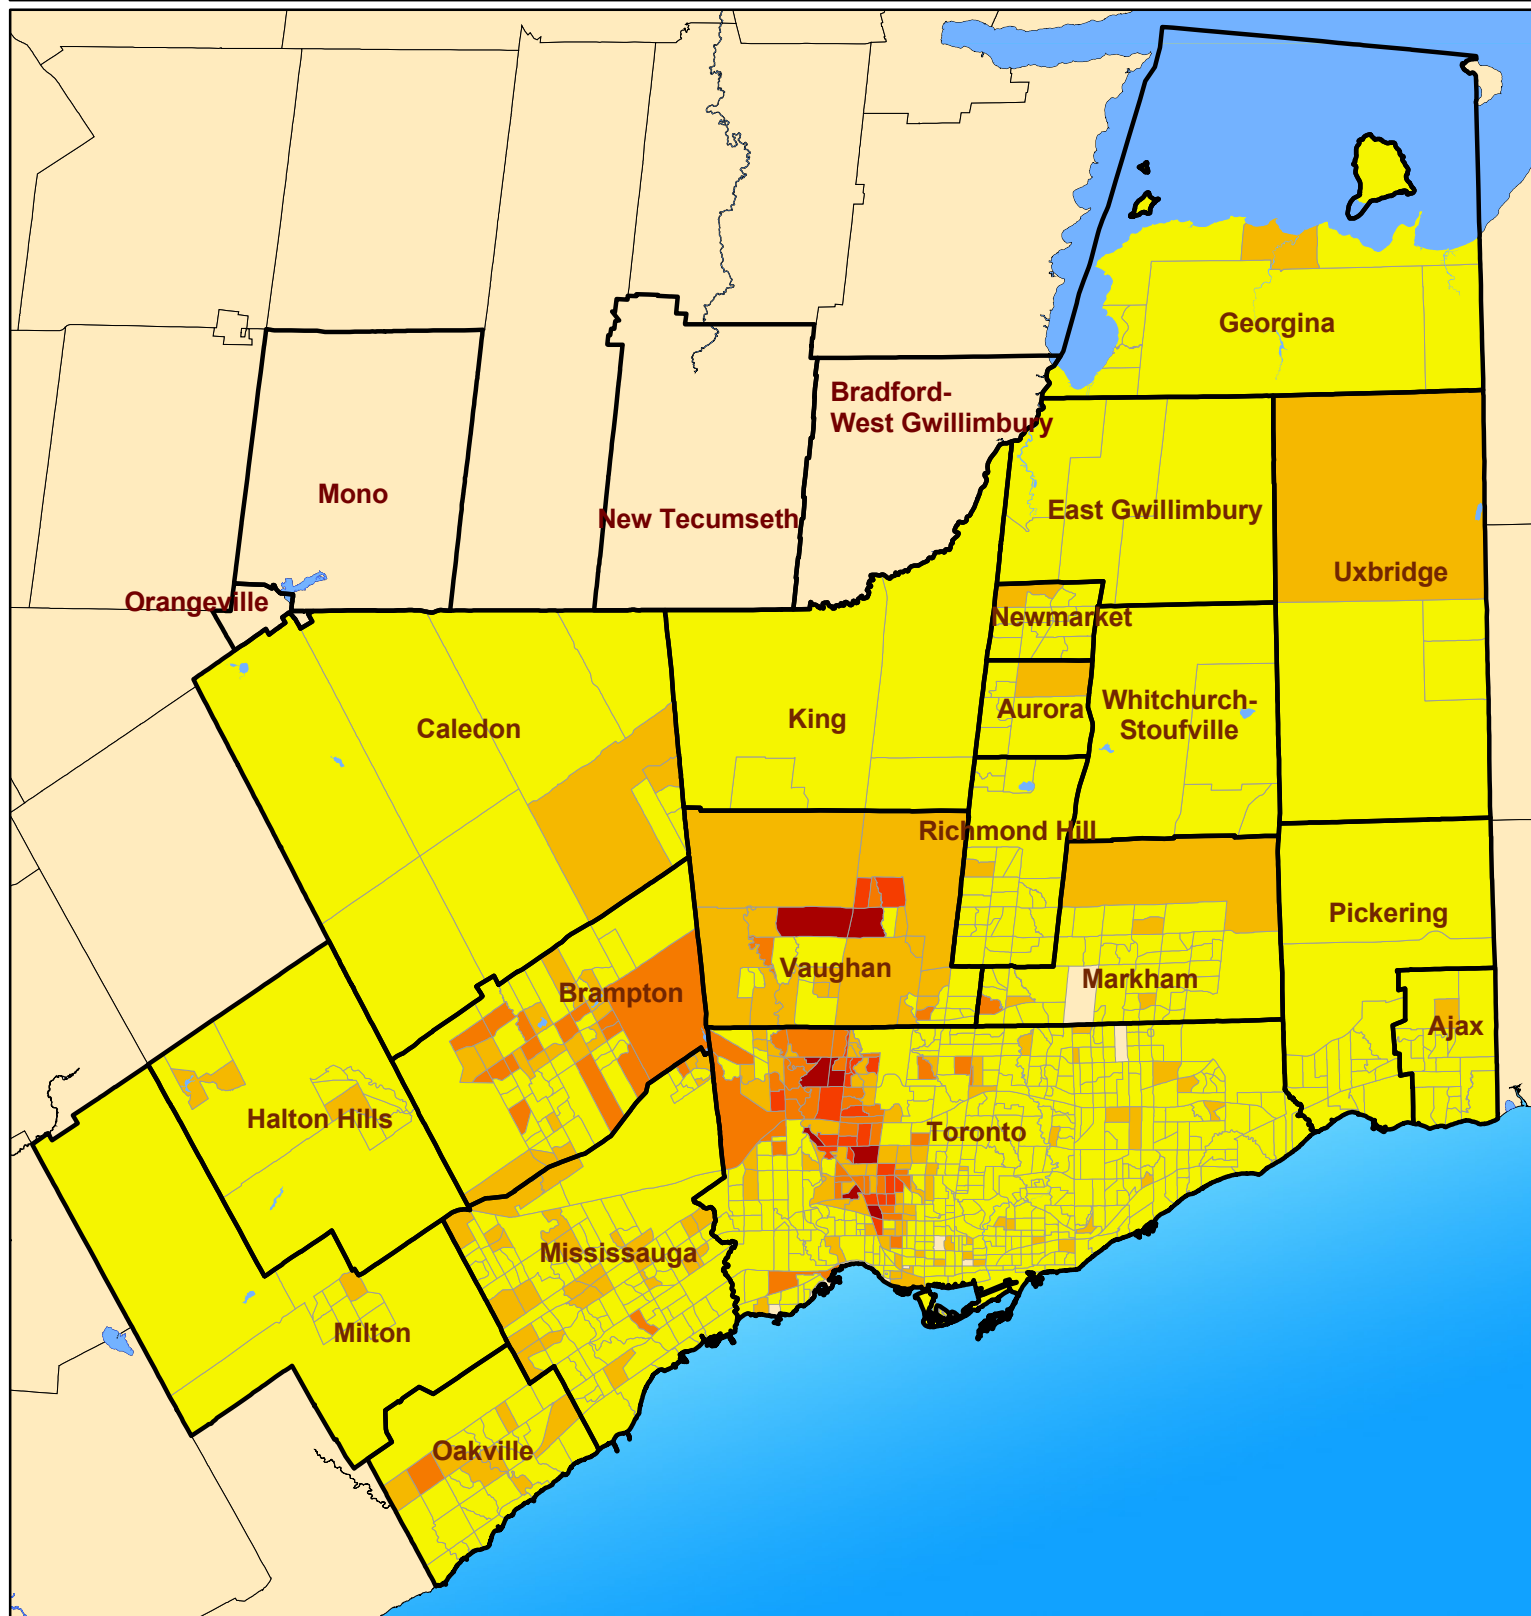 Georgina
Bradford-
West Gwillimbury
Mono
New Tecumseth
East Gwillimbury
Uxbridge
Orangeville
Newmarket
Caledon
King
Aurora
Whitchurch-
Stoufville
Richmond Hill
Pickering
Vaughan
Markham
Brampton
Ajax
Halton Hills
Toronto
Mississauga
Milton
Oakville